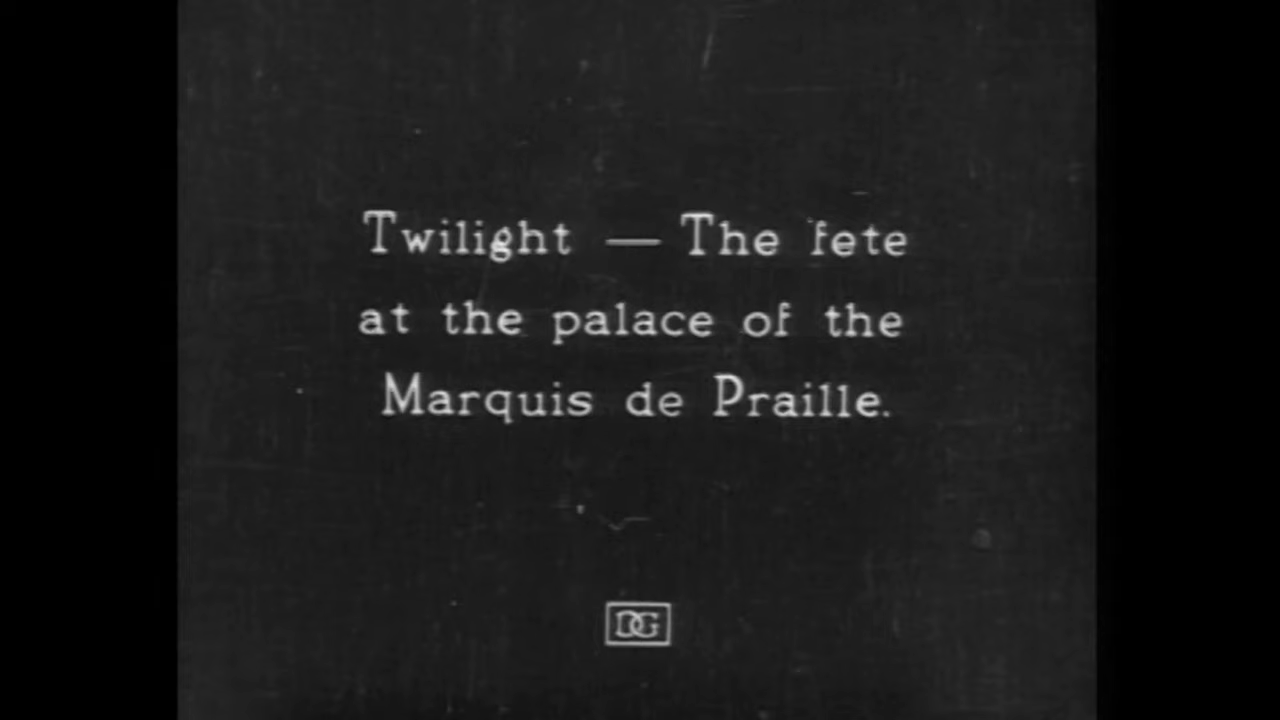 Twilight — The fete
at the palace of the
Marquis de Praille.
DG